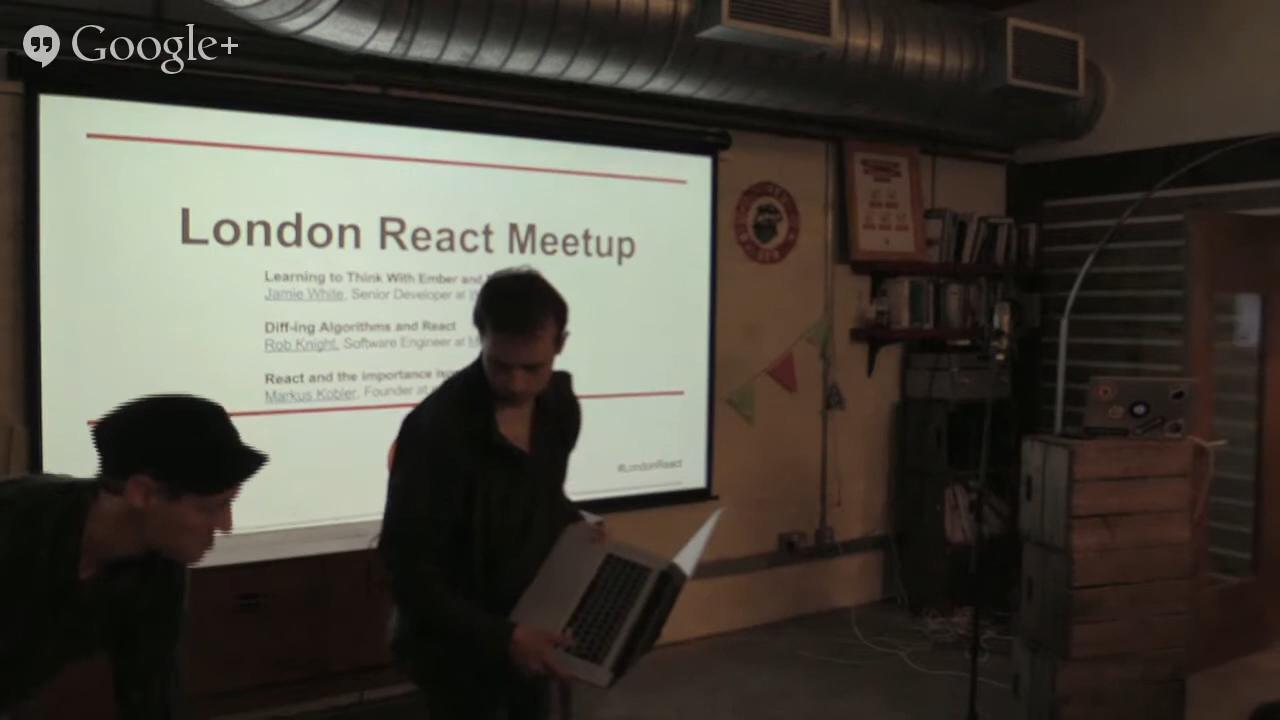 Google+
London React Meetup
Learning to Think With Ember and
Jamie White, Senior Developer at
Diff-ing Algorithms and React
Rob Knight, Software Engineer at
React and the importance
Markus Kobler, Founder at
#LondonReact